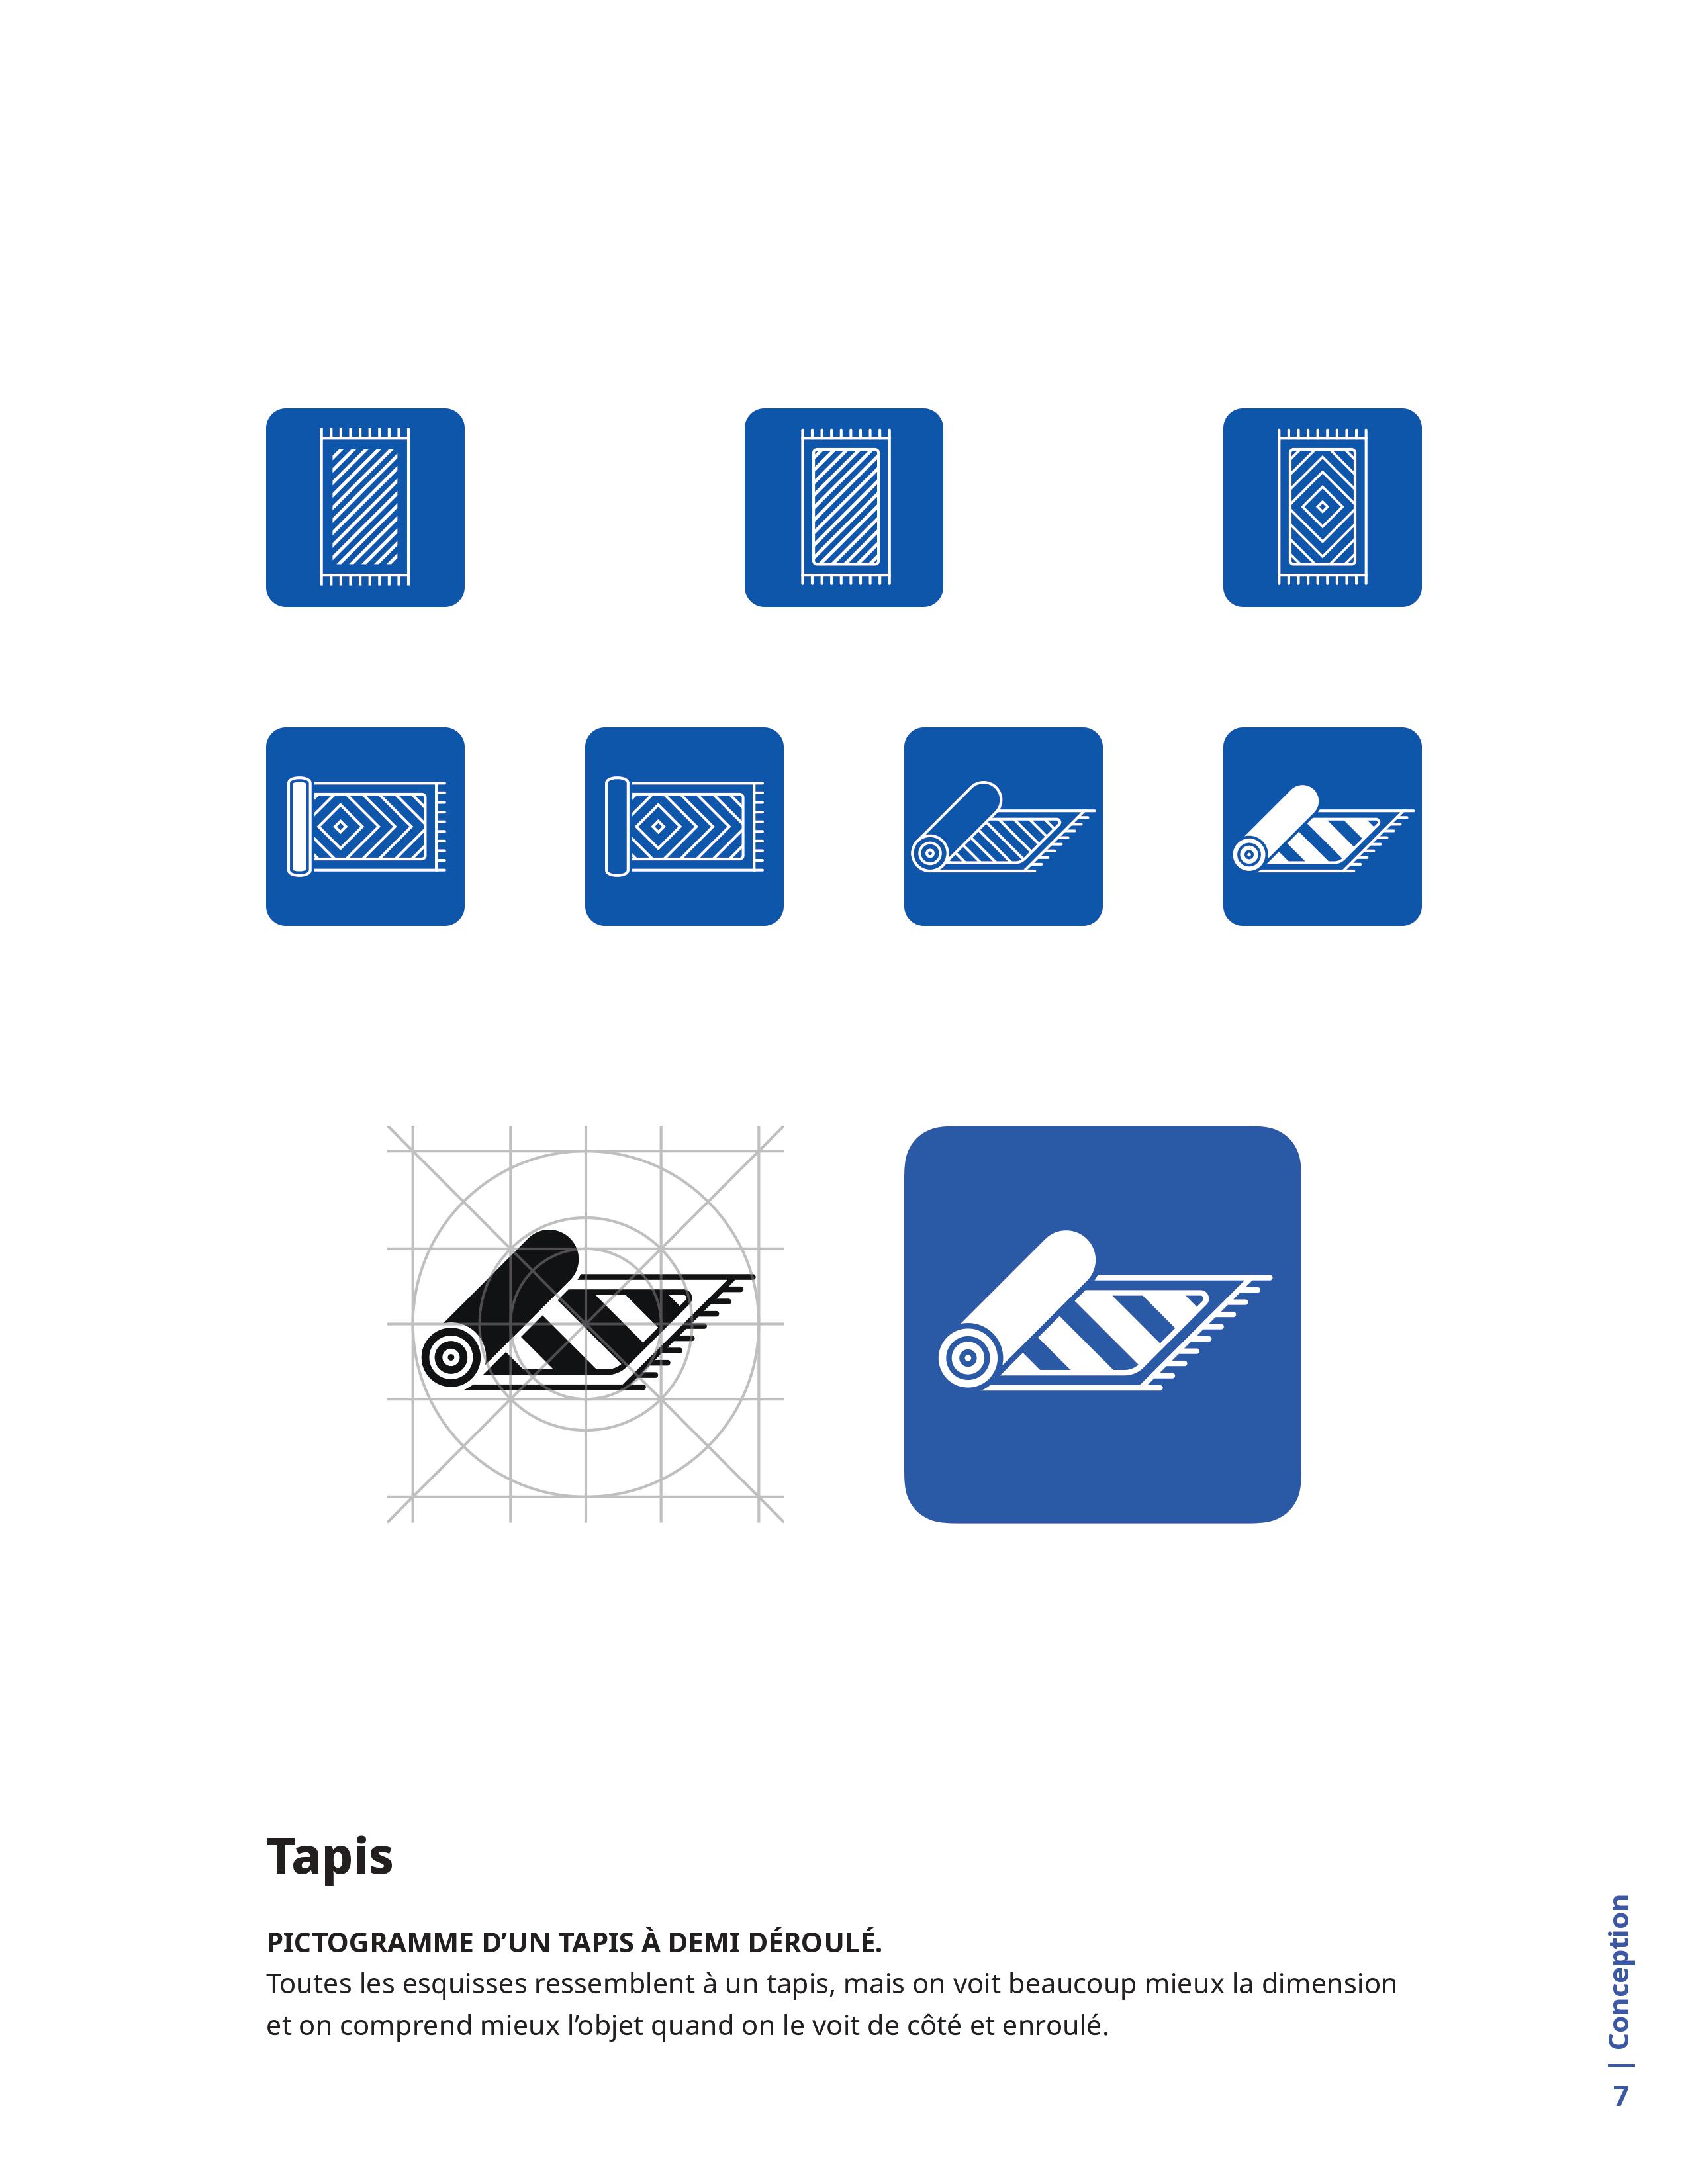 Tapis
PICTOGRAMME D’UN TAPIS À DEMI DÉROULÉ.
Toutes les esquisses ressemblent à un tapis, mais on voit beaucoup mieux la dimension
et on comprend mieux l’objet quand on le voit de côté et enroulé.
7 | Conception